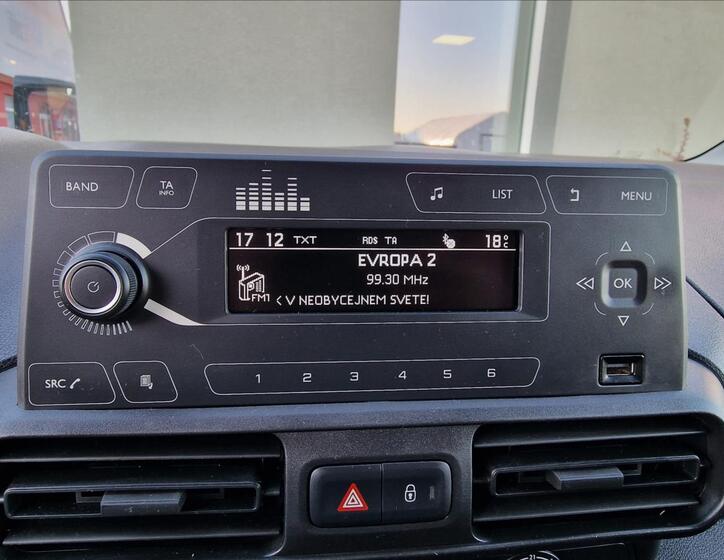 BAND
TA
INFO
LIST
MENU
17 12 TXT RDS TA 18°C
EVROPA 2
99.30 MHz
FM1 < V NEOBYCEJNEM SVETE!
OK
SRC
1 2 3 4 5 6